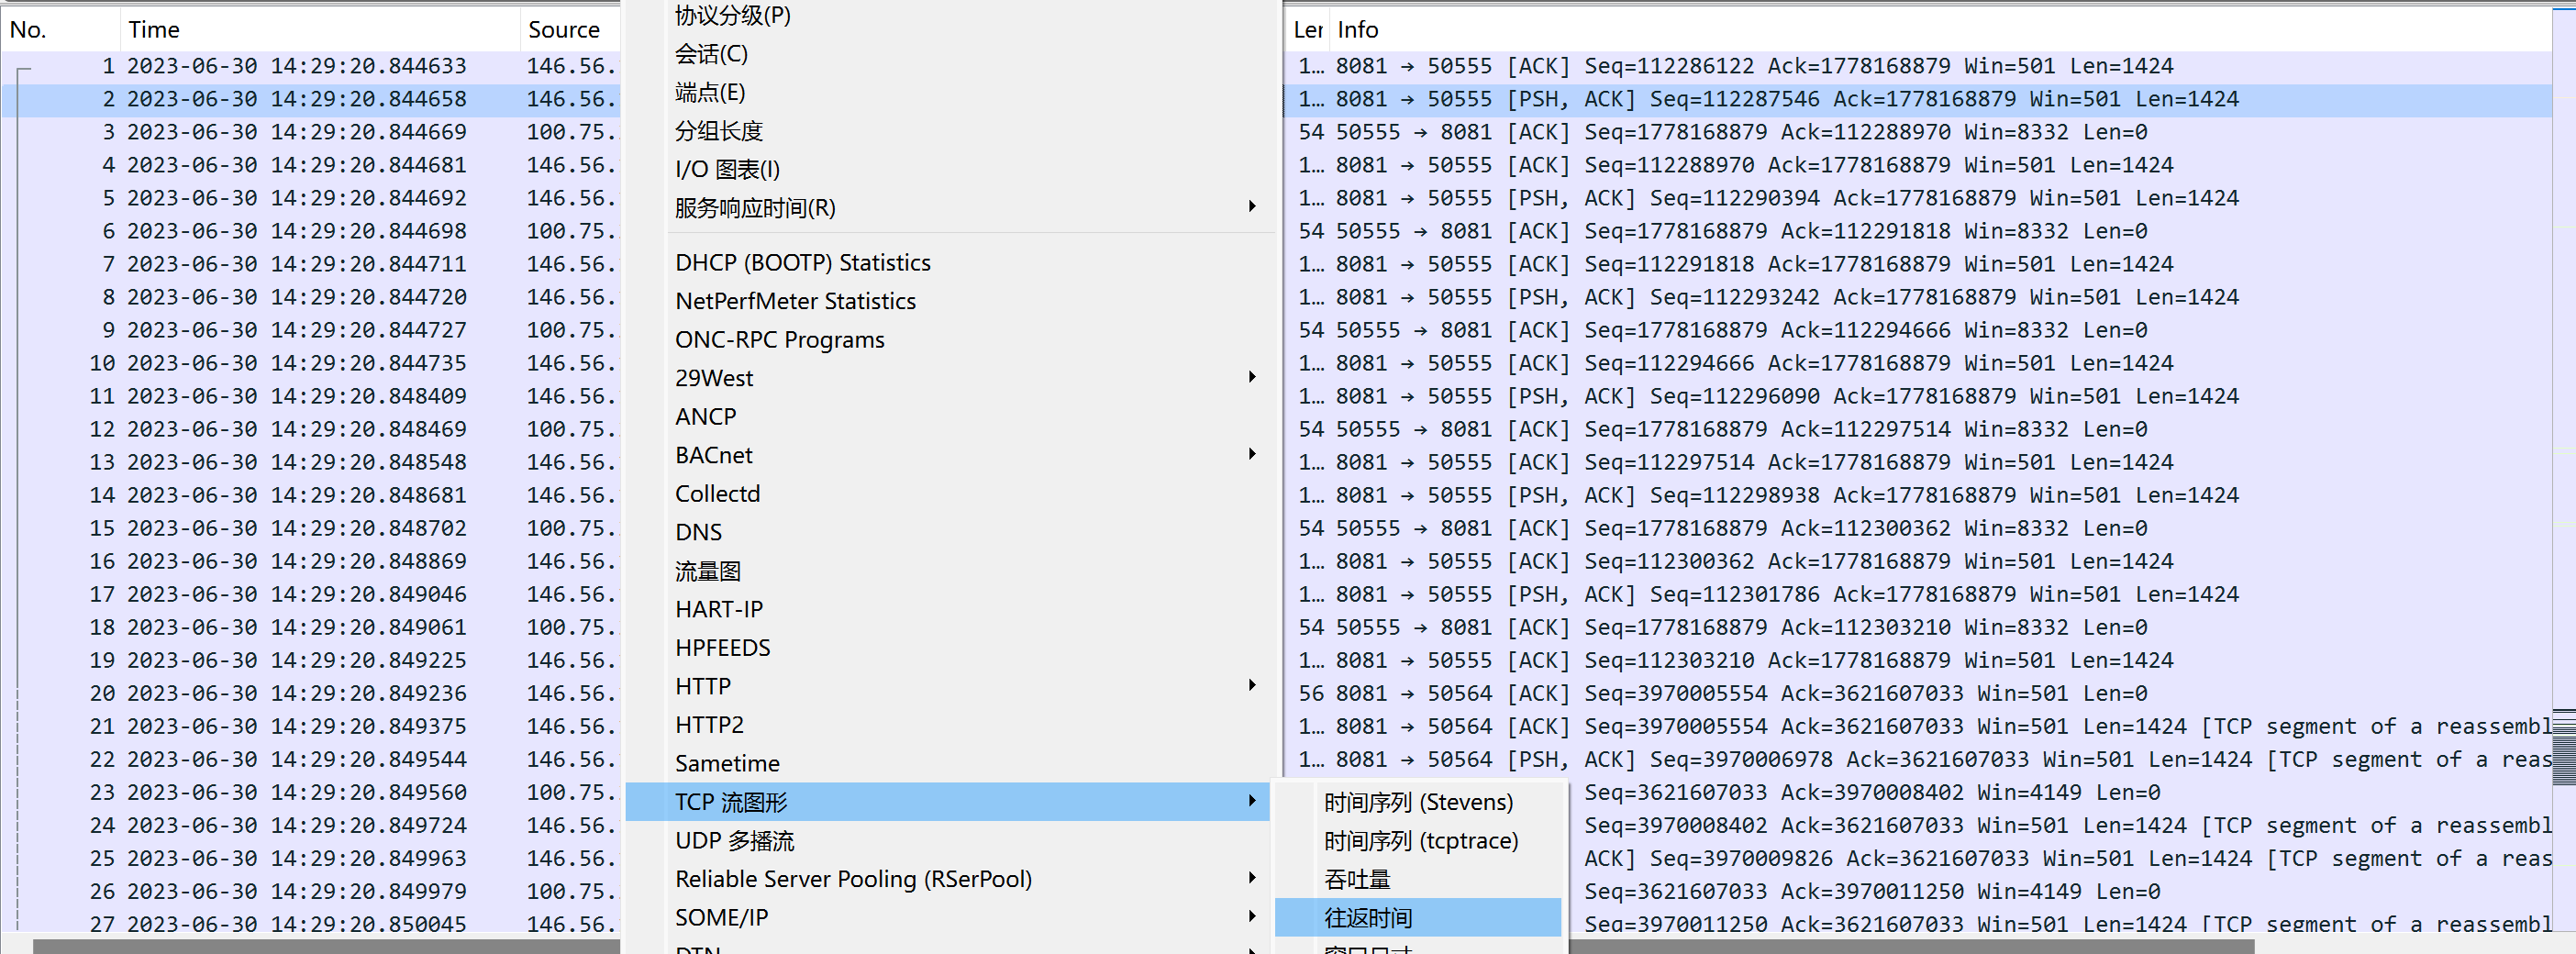 No. Time Source
1 2023-06-30 14:29:20.844633 146.56.
2 2023-06-30 14:29:20.844658 146.56.
3 2023-06-30 14:29:20.844669 100.75.
4 2023-06-30 14:29:20.844681 146.56.
5 2023-06-30 14:29:20.844692 146.56.
6 2023-06-30 14:29:20.844698 100.75.
7 2023-06-30 14:29:20.844711 146.56.
8 2023-06-30 14:29:20.844720 146.56.
9 2023-06-30 14:29:20.844727 100.75.
10 2023-06-30 14:29:20.844735 146.56.
11 2023-06-30 14:29:20.848409 146.56.
12 2023-06-30 14:29:20.848469 100.75.
13 2023-06-30 14:29:20.848548 146.56.
14 2023-06-30 14:29:20.848681 146.56.
15 2023-06-30 14:29:20.848702 100.75.
16 2023-06-30 14:29:20.848869 146.56.
17 2023-06-30 14:29:20.849046 146.56.
18 2023-06-30 14:29:20.849061 100.75.
19 2023-06-30 14:29:20.849225 146.56.
20 2023-06-30 14:29:20.849236 146.56.
21 2023-06-30 14:29:20.849375 146.56.
22 2023-06-30 14:29:20.849544 146.56.
23 2023-06-30 14:29:20.849560 100.75.
24 2023-06-30 14:29:20.849724 146.56.
25 2023-06-30 14:29:20.849963 146.56.
26 2023-06-30 14:29:20.849979 100.75.
27 2023-06-30 14:29:20.850045 146.56.
协议分级(P)
会话(C)
端点(E)
分组长度
I/O 图表(I)
服务响应时间(R)
DHCP (BOOTP) Statistics
NetPerfMeter Statistics
ONC-RPC Programs
29West
ANCP
BACnet
Collectd
DNS
流量图
HART-IP
HPFEEDS
HTTP
HTTP2
Sametime
TCP 流图形
UDP 多播流
Reliable Server Pooling (RSerPool)
SOME/IP
DTN
时间序列 (Stevens)
时间序列 (tcptrace)
吞吐量
往返时间
窗口尺寸
Ler Info
1… 8081 → 50555 [ACK] Seq=112286122 Ack=1778168879 Win=501 Len=1424
1… 8081 → 50555 [PSH, ACK] Seq=112287546 Ack=1778168879 Win=501 Len=1424
54 50555 → 8081 [ACK] Seq=1778168879 Ack=112288970 Win=8332 Len=0
1… 8081 → 50555 [ACK] Seq=112288970 Ack=1778168879 Win=501 Len=1424
1… 8081 → 50555 [PSH, ACK] Seq=112290394 Ack=1778168879 Win=501 Len=1424
54 50555 → 8081 [ACK] Seq=1778168879 Ack=112291818 Win=8332 Len=0
1… 8081 → 50555 [ACK] Seq=112291818 Ack=1778168879 Win=501 Len=1424
1… 8081 → 50555 [PSH, ACK] Seq=112293242 Ack=1778168879 Win=501 Len=1424
54 50555 → 8081 [ACK] Seq=1778168879 Ack=112294666 Win=8332 Len=0
1… 8081 → 50555 [ACK] Seq=112294666 Ack=1778168879 Win=501 Len=1424
1… 8081 → 50555 [PSH, ACK] Seq=112296090 Ack=1778168879 Win=501 Len=1424
54 50555 → 8081 [ACK] Seq=1778168879 Ack=112297514 Win=8332 Len=0
1… 8081 → 50555 [ACK] Seq=112297514 Ack=1778168879 Win=501 Len=1424
1… 8081 → 50555 [PSH, ACK] Seq=112298938 Ack=1778168879 Win=501 Len=1424
54 50555 → 8081 [ACK] Seq=1778168879 Ack=112300362 Win=8332 Len=0
1… 8081 → 50555 [ACK] Seq=112300362 Ack=1778168879 Win=501 Len=1424
1… 8081 → 50555 [PSH, ACK] Seq=112301786 Ack=1778168879 Win=501 Len=1424
54 50555 → 8081 [ACK] Seq=1778168879 Ack=112303210 Win=8332 Len=0
1… 8081 → 50555 [ACK] Seq=112303210 Ack=1778168879 Win=501 Len=1424
56 8081 → 50564 [ACK] Seq=3970005554 Ack=3621607033 Win=501 Len=0
1… 8081 → 50564 [ACK] Seq=3970005554 Ack=3621607033 Win=501 Len=1424 [TCP segment of a reassembl
1… 8081 → 50564 [PSH, ACK] Seq=3970006978 Ack=3621607033 Win=501 Len=1424 [TCP segment of a reas
Seq=3621607033 Ack=3970008402 Win=4149 Len=0
Seq=3970008402 Ack=3621607033 Win=501 Len=1424 [TCP segment of a reassembl
ACK] Seq=3970009826 Ack=3621607033 Win=501 Len=1424 [TCP segment of a reas
Seq=3621607033 Ack=3970011250 Win=4149 Len=0
Seq=3970011250 Ack=3621607033 Win=501 Len=1424 [TCP segment of a reassembl